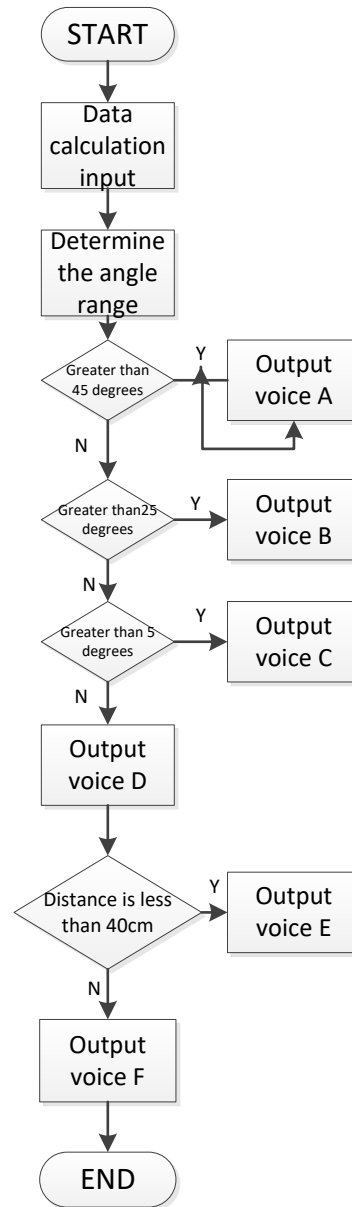 START
Data
calculation
input
Determine
the angle
range
Greater than
45 degrees
Y
Output
voice A
N
Greater than25
degrees
Y
Output
voice B
N
Greater than 5
degrees
Y
Output
voice C
N
Output
voice D
Distance is less
than 40cm
Y
Output
voice E
N
Output
voice F
END